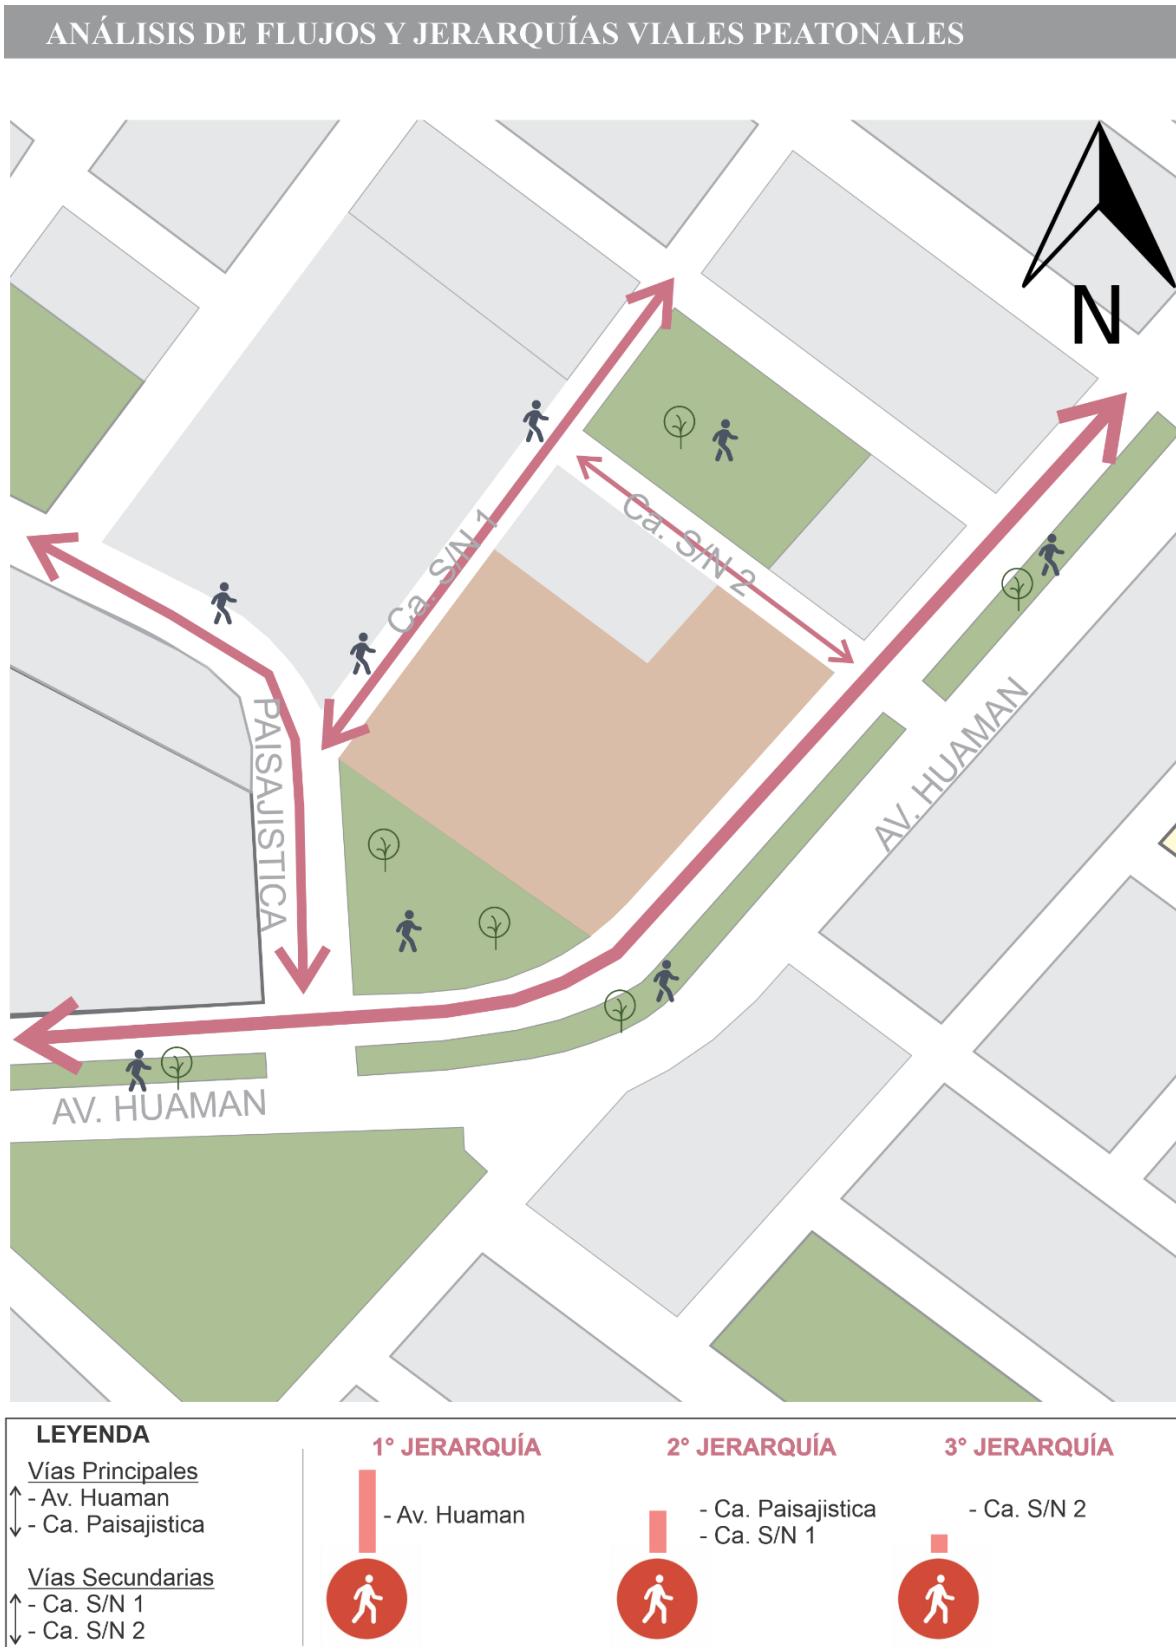 ANÁLISIS DE FLUJOS Y JERARQUÍAS VIALES PEATONALES
N
Ca. S/N 1
Ca. S/N 2
PAISAJISTICA
AV. HUAMAN
AV. HUAMAN
LEYENDA
Vías Principales
- Av. Huaman
- Ca. Paisajistica
Vías Secundarias
- Ca. S/N 1
- Ca. S/N 2
1° JERARQUÍA
- Av. Huaman
2° JERARQUÍA
- Ca. Paisajistica
- Ca. S/N 1
3° JERARQUÍA
- Ca. S/N 2